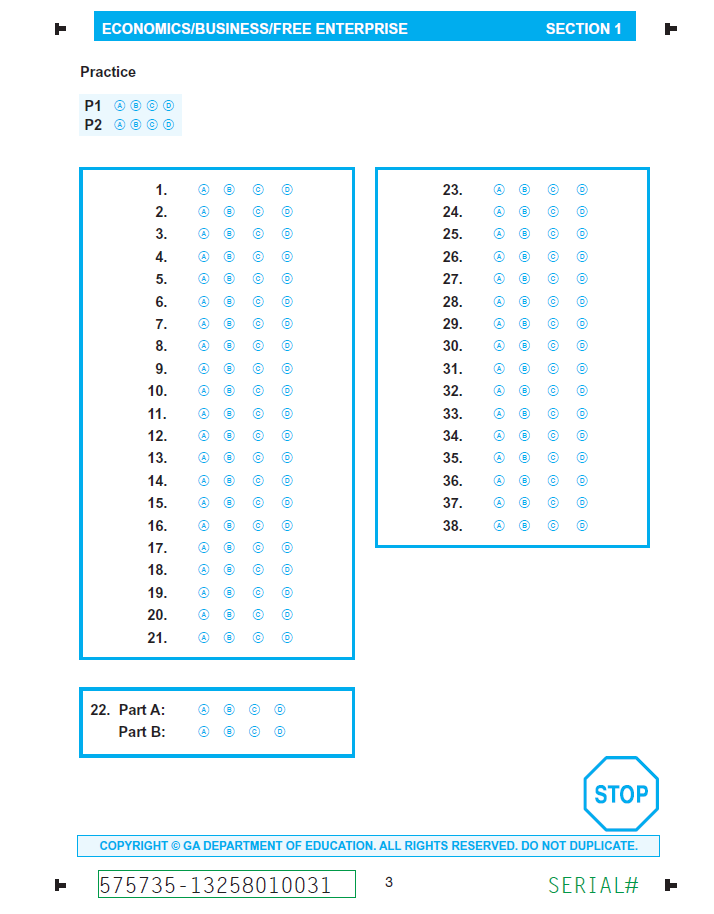 ECONOMICS/BUSINESS/FREE ENTERPRISE SECTION 1
Practice
P1 Ⓐ Ⓑ Ⓒ Ⓓ
P2 Ⓐ Ⓑ Ⓒ Ⓓ
1. Ⓐ Ⓑ Ⓒ Ⓓ
2. Ⓐ Ⓑ Ⓒ Ⓓ
3. Ⓐ Ⓑ Ⓒ Ⓓ
4. Ⓐ Ⓑ Ⓒ Ⓓ
5. Ⓐ Ⓑ Ⓒ Ⓓ
6. Ⓐ Ⓑ Ⓒ Ⓓ
7. Ⓐ Ⓑ Ⓒ Ⓓ
8. Ⓐ Ⓑ Ⓒ Ⓓ
9. Ⓐ Ⓑ Ⓒ Ⓓ
10. Ⓐ Ⓑ Ⓒ Ⓓ
11. Ⓐ Ⓑ Ⓒ Ⓓ
12. Ⓐ Ⓑ Ⓒ Ⓓ
13. Ⓐ Ⓑ Ⓒ Ⓓ
14. Ⓐ Ⓑ Ⓒ Ⓓ
15. Ⓐ Ⓑ Ⓒ Ⓓ
16. Ⓐ Ⓑ Ⓒ Ⓓ
17. Ⓐ Ⓑ Ⓒ Ⓓ
18. Ⓐ Ⓑ Ⓒ Ⓓ
19. Ⓐ Ⓑ Ⓒ Ⓓ
20. Ⓐ Ⓑ Ⓒ Ⓓ
21. Ⓐ Ⓑ Ⓒ Ⓓ
22. Part A: Ⓐ Ⓑ Ⓒ Ⓓ
Part B: Ⓐ Ⓑ Ⓒ Ⓓ
23. Ⓐ Ⓑ Ⓒ Ⓓ
24. Ⓐ Ⓑ Ⓒ Ⓓ
25. Ⓐ Ⓑ Ⓒ Ⓓ
26. Ⓐ Ⓑ Ⓒ Ⓓ
27. Ⓐ Ⓑ Ⓒ Ⓓ
28. Ⓐ Ⓑ Ⓒ Ⓓ
29. Ⓐ Ⓑ Ⓒ Ⓓ
30. Ⓐ Ⓑ Ⓒ Ⓓ
31. Ⓐ Ⓑ Ⓒ Ⓓ
32. Ⓐ Ⓑ Ⓒ Ⓓ
33. Ⓐ Ⓑ Ⓒ Ⓓ
34. Ⓐ Ⓑ Ⓒ Ⓓ
35. Ⓐ Ⓑ Ⓒ Ⓓ
36. Ⓐ Ⓑ Ⓒ Ⓓ
37. Ⓐ Ⓑ Ⓒ Ⓓ
38. Ⓐ Ⓑ Ⓒ Ⓓ
STOP
COPYRIGHT © GA DEPARTMENT OF EDUCATION. ALL RIGHTS RESERVED. DO NOT DUPLICATE.
575735-13258010031 3 SERIAL#